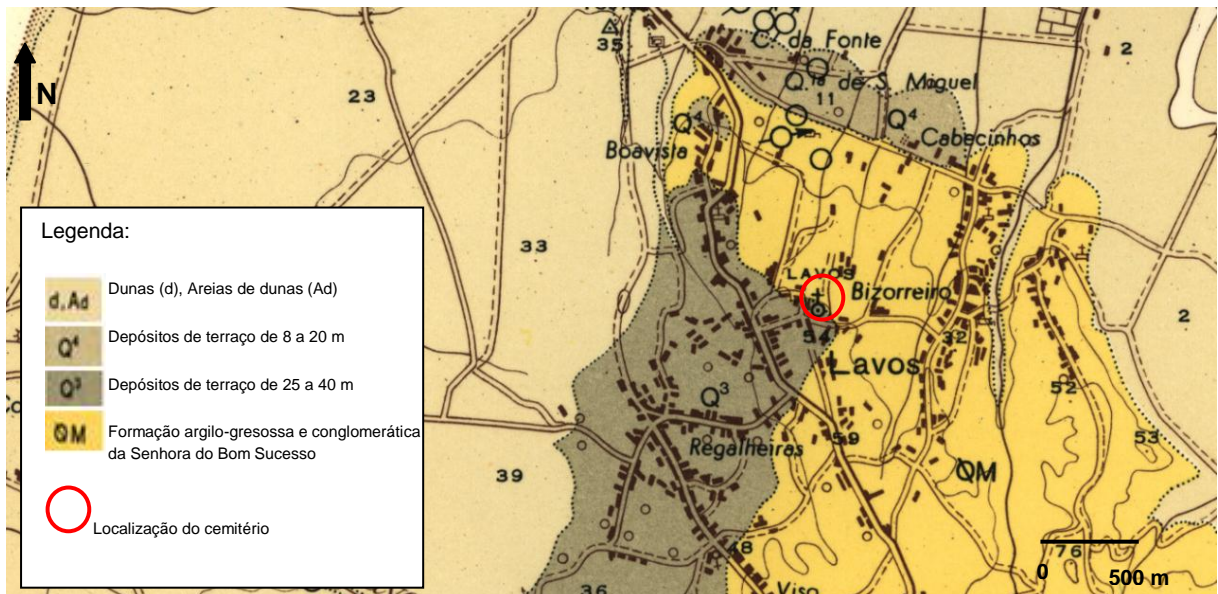 35
C. da Fonte
2
23
Q.ta de S. Miguel
11
Q⁴
Q⁴
Cabecinhos
Boavista
N
33
LAVOS
Bizorreiro
2
54
32
Lavos
52
Q³
59
53
Regalheiras
39
QM
48
76
36
Viso
Legenda:
d.Ad
Dunas (d), Areias de dunas (Ad)
Q⁴
Depósitos de terraço de 8 a 20 m
Q³
Depósitos de terraço de 25 a 40 m
QM
Formação argilo-gresossa e conglomerática
da Senhora do Bom Sucesso
Localização do cemitério
0
500 m